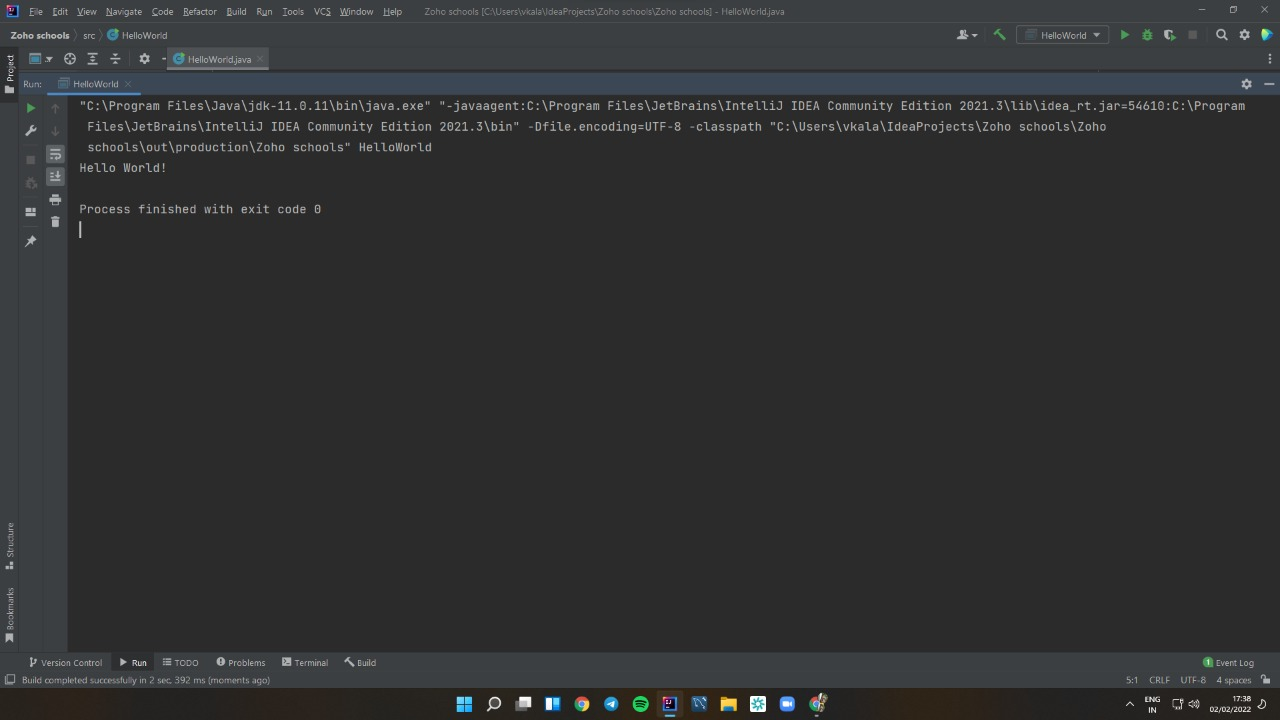 File Edit View Navigate Code Refactor Build Run Tools VCS Window Help Zoho schools [C:\Users\vkala\IdeaProjects\Zoho schools\Zoho schools] - HelloWorld.java
Zoho schools src HelloWorld HelloWorld
Project HelloWorld.java
Run: HelloWorld
"C:\Program Files\Java\jdk-11.0.11\bin\java.exe" "-javaagent:C:\Program Files\JetBrains\IntelliJ IDEA Community Edition 2021.3\lib\idea_rt.jar=54610:C:\Program
Files\JetBrains\IntelliJ IDEA Community Edition 2021.3\bin" -Dfile.encoding=UTF-8 -classpath "C:\Users\vkala\IdeaProjects\Zoho schools\Zoho
schools\out\production\Zoho schools" HelloWorld
Hello World!
Process finished with exit code 0
Structure
Bookmarks
Version Control Run TODO Problems Terminal Build 1 Event Log
Build completed successfully in 2 sec, 392 ms (moments ago) 5:1 CRLF UTF-8 4 spaces
ENG 17:38
IN 02/02/2022